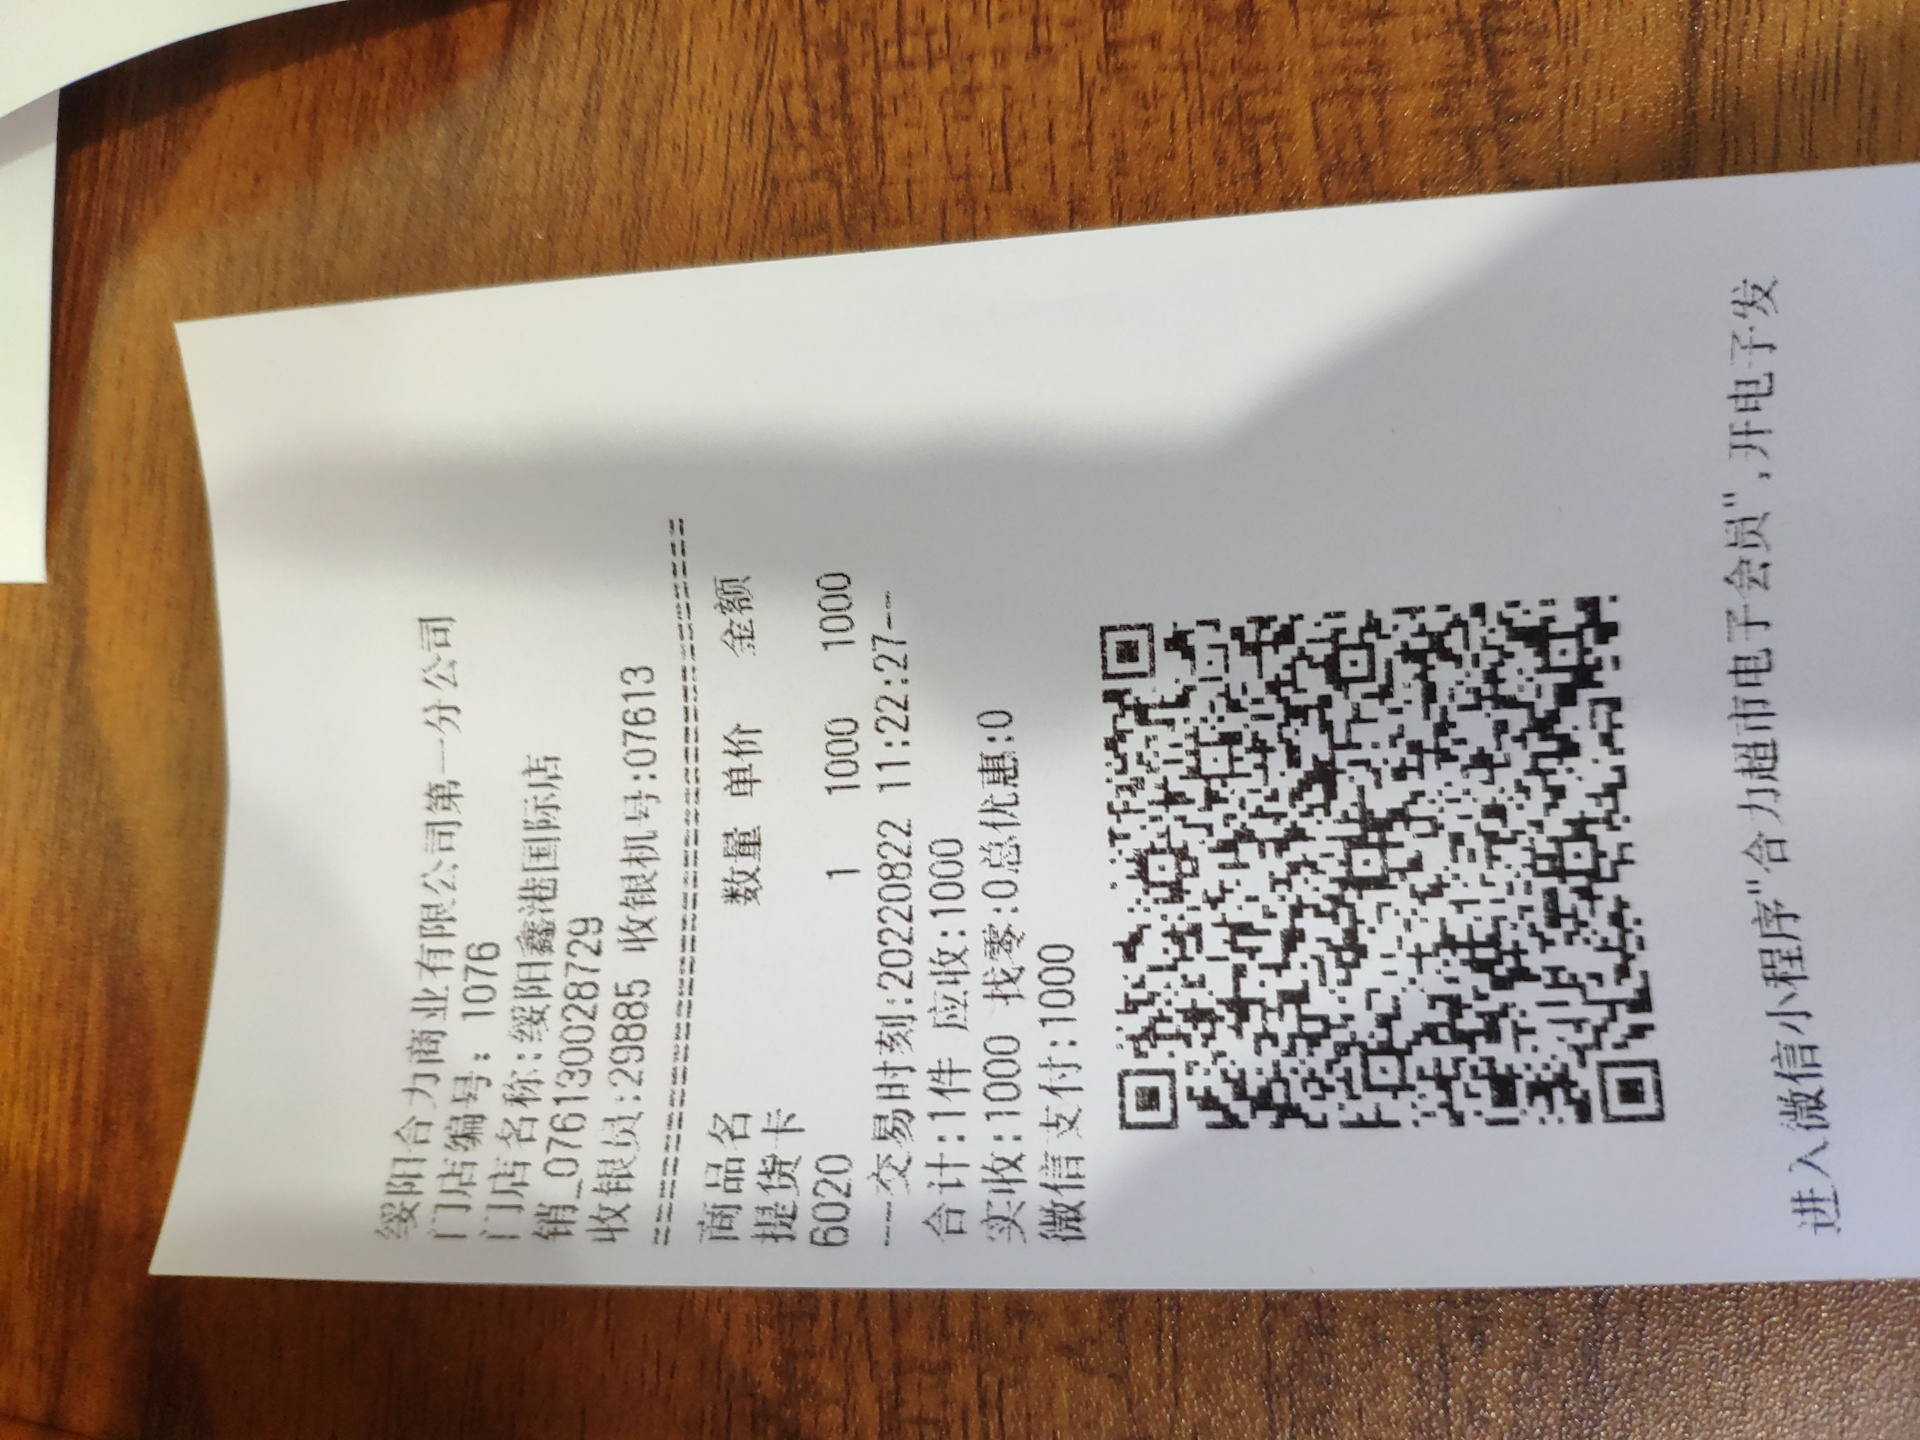 绥阳合力商业有限公司第一分公司
门店编号: 1076
门店名称:绥阳鑫港国际店
销_0761300028729
收银员:29885 收银机号:07613
================================
商品名 数量 单价 金额
提货卡
6020 1 1000 1000
---交易时刻:20220822 11:22:27---
合计:1件 应收:1000
实收:1000 找零:0总优惠:0
微信支付:1000
进入微信小程序"合力超市电子会员",开电子发